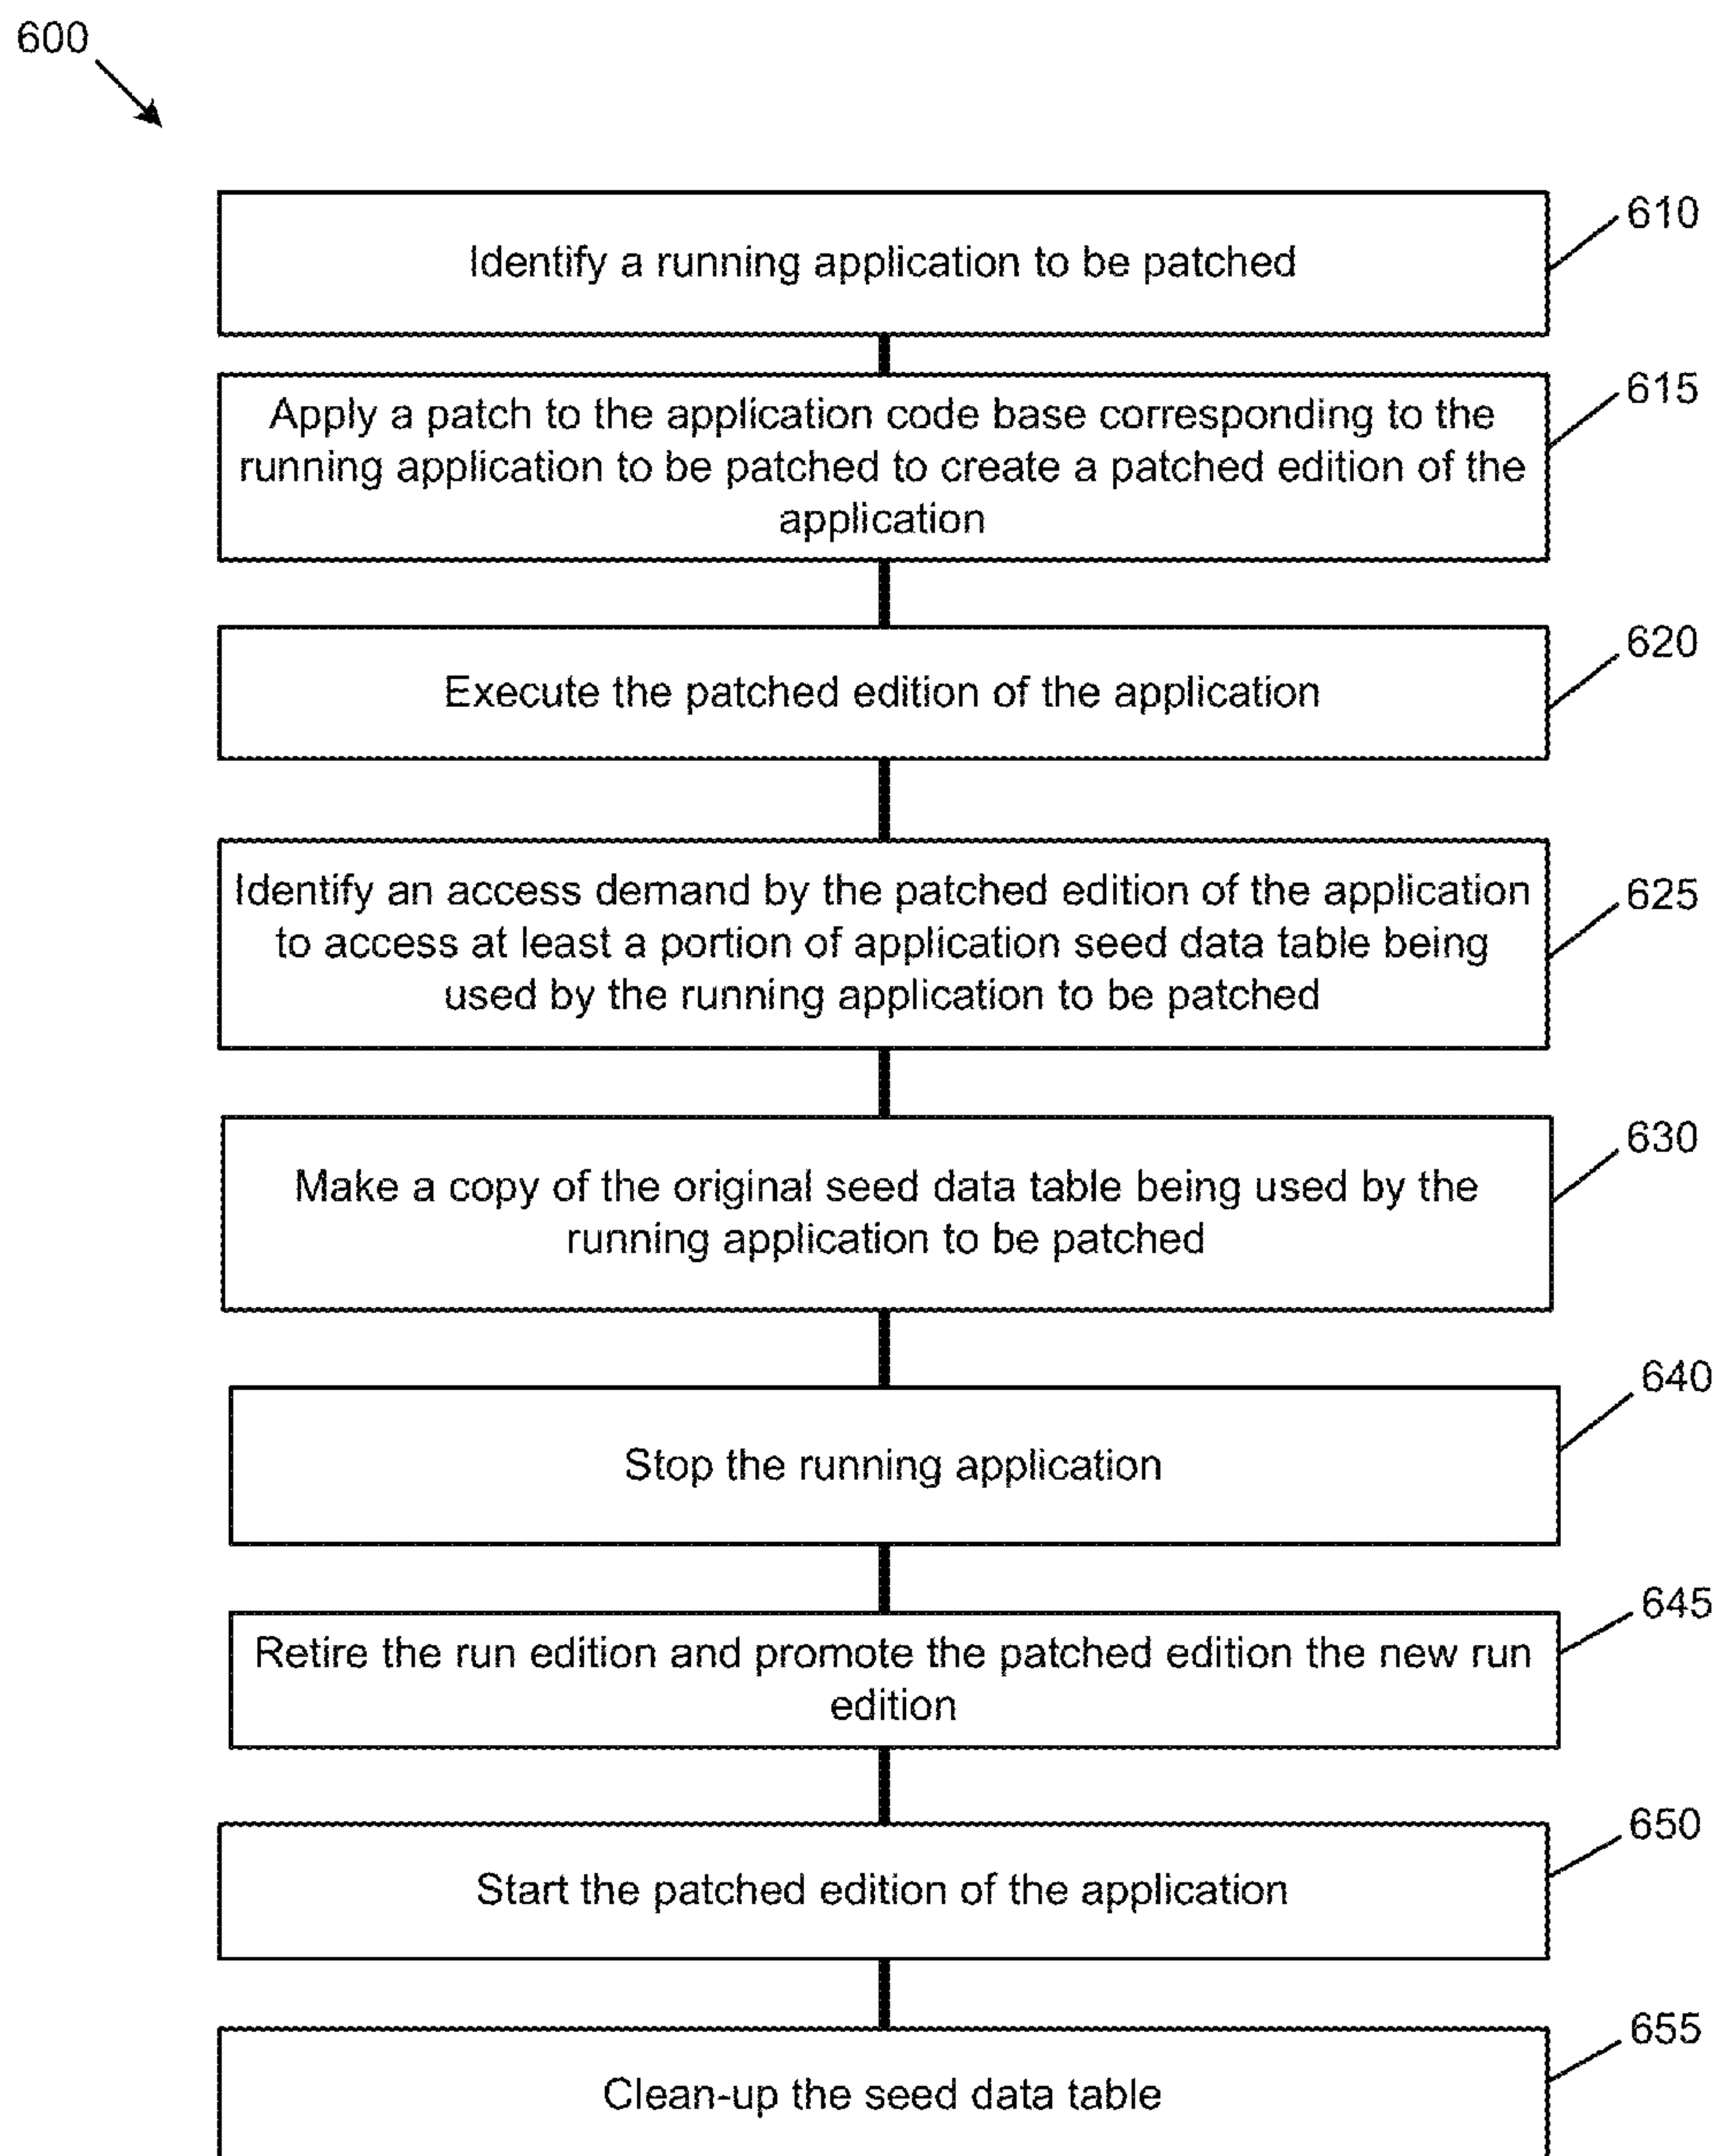 600
610
Identify a running application to be patched
615
Apply a patch to the application code base corresponding to the
running application to be patched to create a patched edition of the
application
620
Execute the patched edition of the application
625
Identify an access demand by the patched edition of the application
to access at least a portion of application seed data table being
used by the running application to be patched
630
Make a copy of the original seed data table being used by the
running application to be patched
640
Stop the running application
645
Retire the run edition and promote the patched edition the new run
edition
650
Start the patched edition of the application
655
Clean-up the seed data table